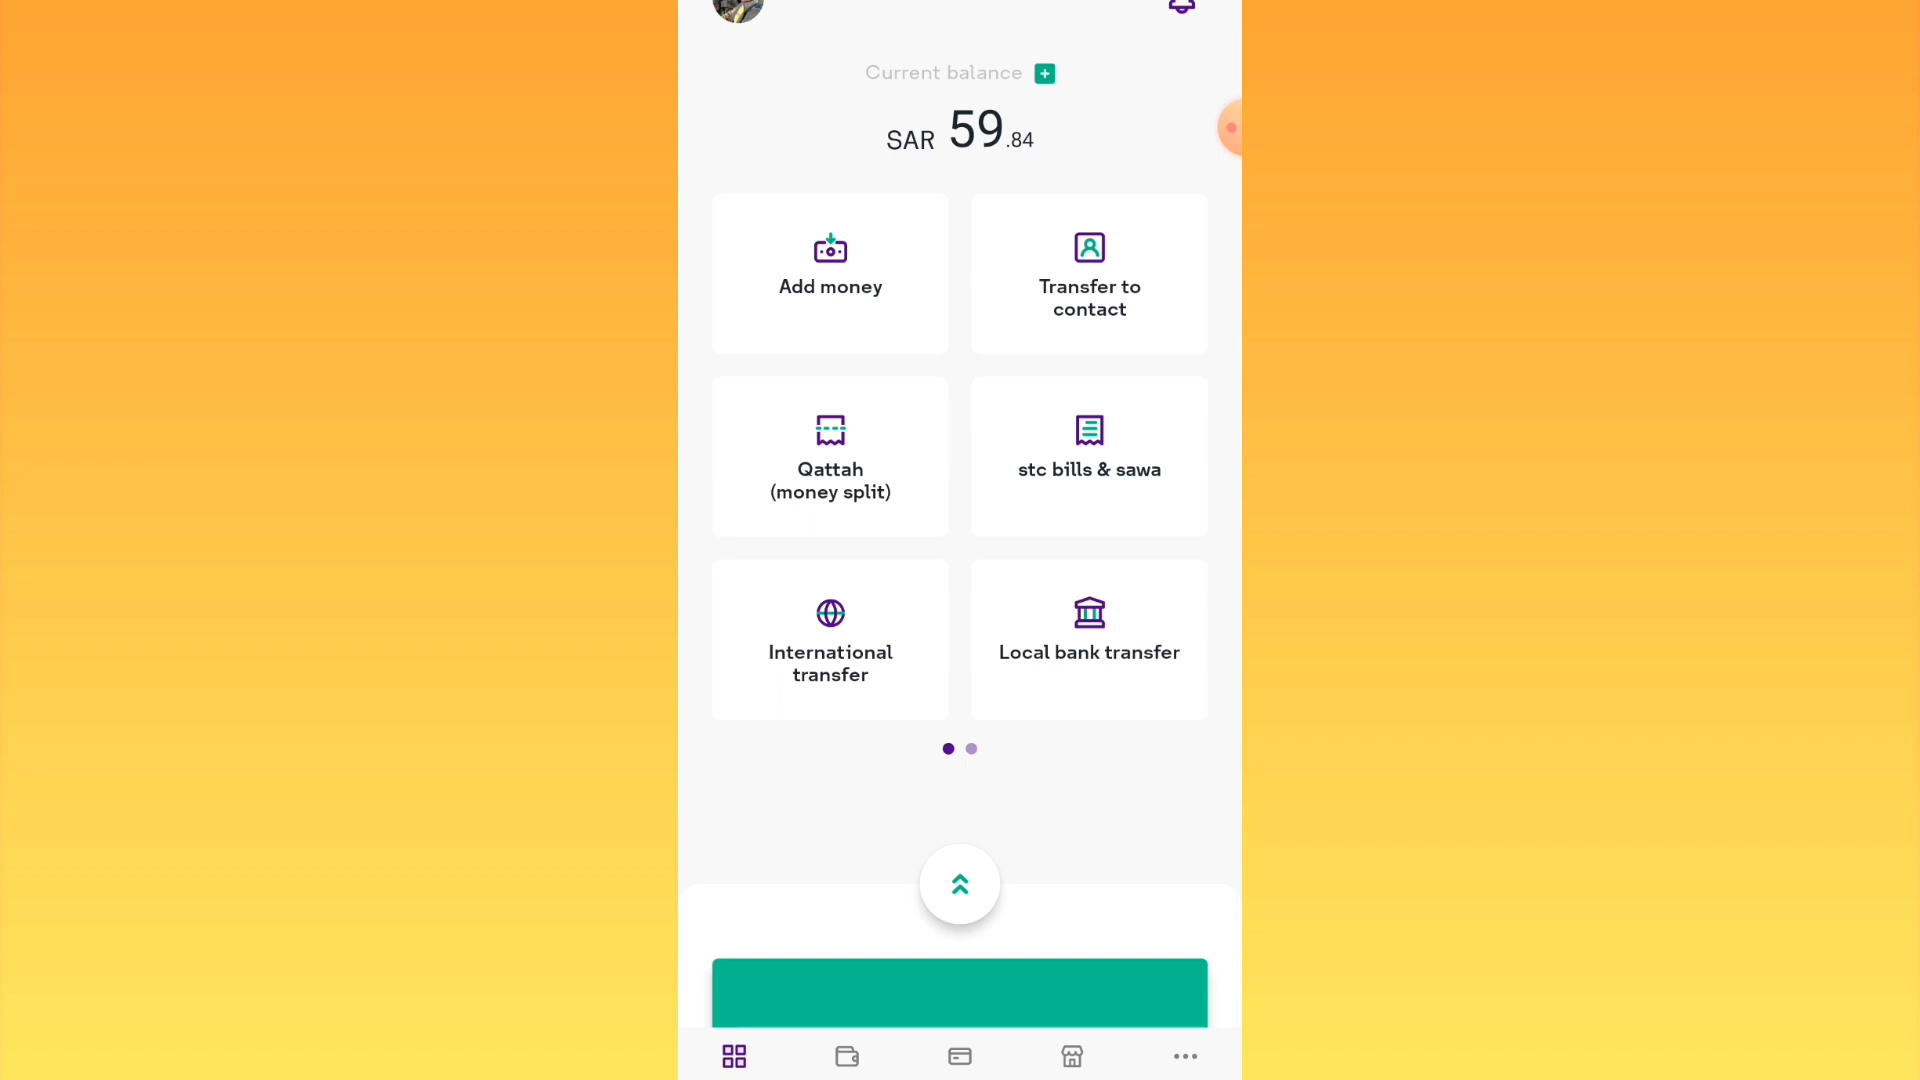 Current balance
SAR 59.84
Add money
Transfer to
contact
Qattah
(money split)
stc bills & sawa
International
transfer
Local bank transfer